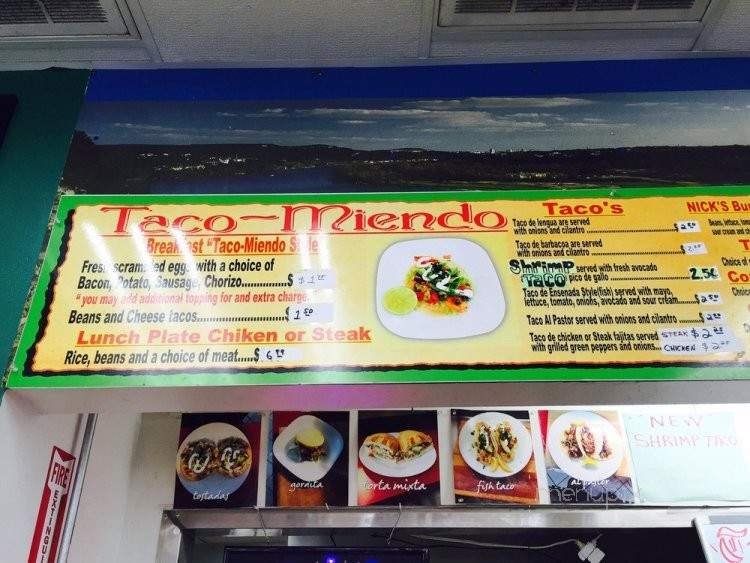 Taco-Miendo
Breakfast "Taco-Miendo Style
Fresh scrambled eggs with a choice of
Bacon, Potato, Sausage, Chorizo..............$
"you may add additional topping for and extra charge.
Beans and Cheese tacos.......................$
Lunch Plate Chiken or Steak
Rice, beans and a choice of meat.....$
Taco's
Taco de lengua are served
with onions and cilantro
Taco de barbacoa are served
with onions and cilantro
Shrimp Taco served with fresh avocado
pico de gallo 2.50
Taco de Ensenada Style(fish) served with mayo,
lettuce, tomato, onions, avocado and sour cream
Taco Al Pastor served with onions and cilantro
Taco de chicken or Steak fajitas served STEAK $
with grilled green peppers and onions... CHICKEN $
NICK'S Bu
FIRE
tostadas
gordita
torta mixta
fish taco
al pastor
NEW
SHRIMP TACO